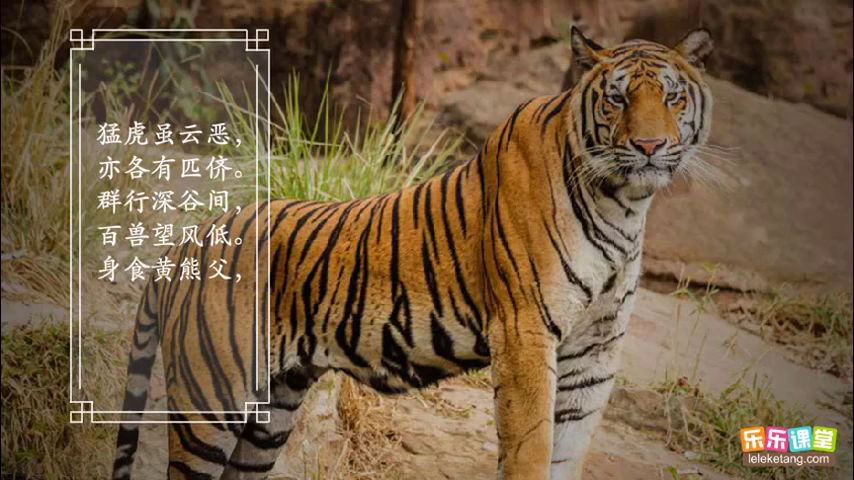 猛虎虽云恶，
亦各有匹侪。
群行深谷间，
百兽望风低。
身食黄熊父，
乐乐课堂
leleketang.com